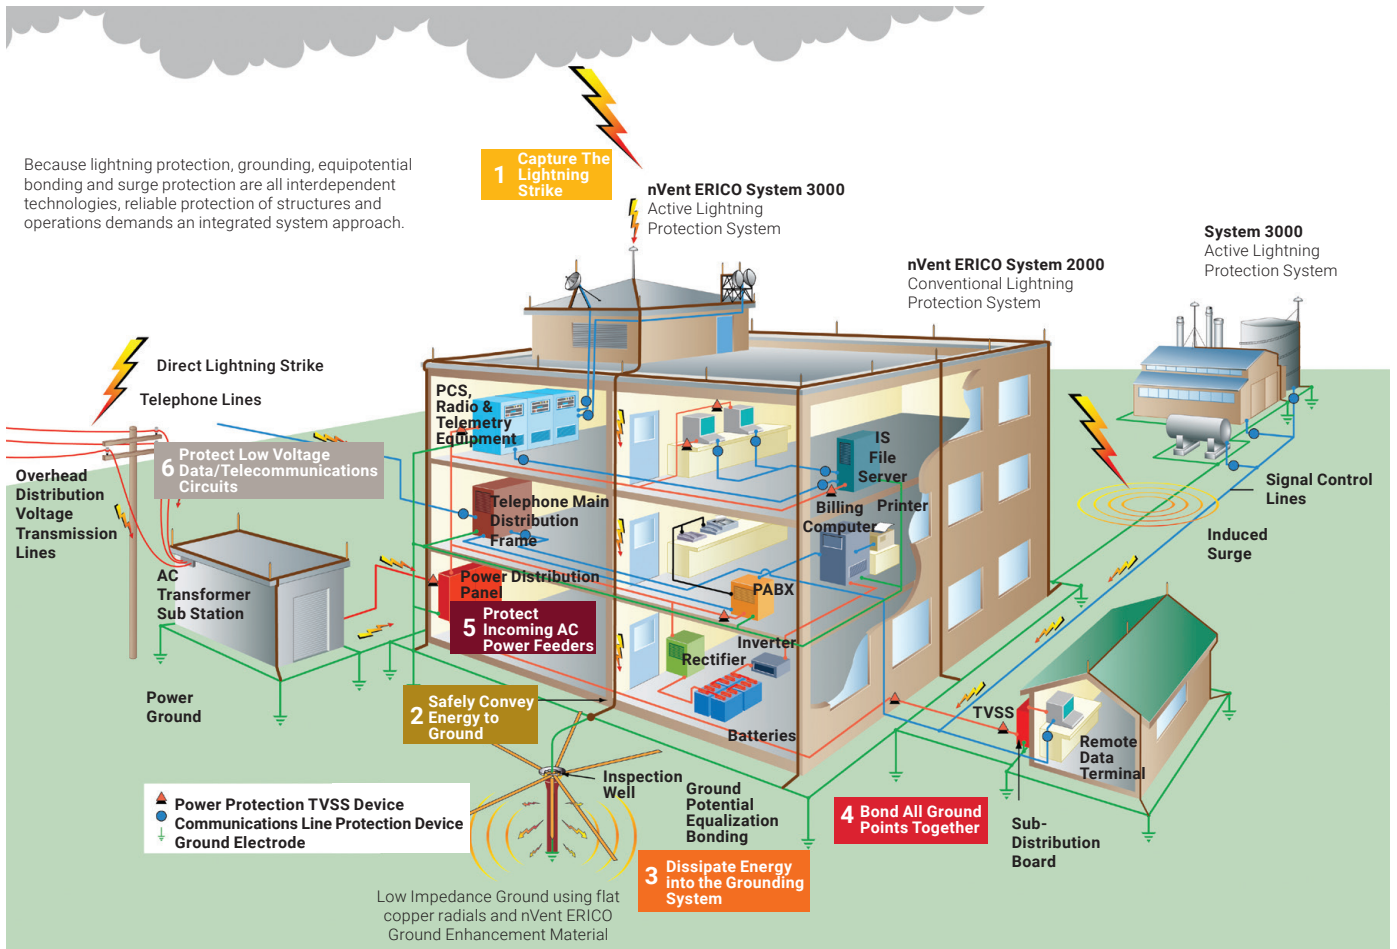 Because lightning protection, grounding, equipotential
bonding and surge protection are all interdependent
technologies, reliable protection of structures and
operations demands an integrated system approach.
1 Capture The
Lightning
Strike
nVent ERICO System 3000
Active Lightning
Protection System
nVent ERICO System 2000
Conventional Lightning
Protection System
System 3000
Active Lightning
Protection System
Direct Lightning Strike
Telephone Lines
6 Protect Low Voltage
Data/Telecommunications
Circuits
Overhead
Distribution
Voltage
Transmission
Lines
AC
Transformer
Sub Station
Power
Ground
PCS,
Radio &
Telemetry
Equipment
Telephone Main
Distribution
Frame
Power Distribution
Panel
5 Protect
Incoming AC
Power Feeders
IS
File
Server
Billing
Computer
Printer
PABX
Inverter
Rectifier
Batteries
Signal Control
Lines
Induced
Surge
2 Safely Convey
Energy to
Ground
Inspection
Well
Ground
Potential
Equalization
Bonding
TVSS
Remote
Data
Terminal
Sub-
Distribution
Board
4 Bond All Ground
Points Together
3 Dissipate Energy
into the Grounding
System
Power Protection TVSS Device
Communications Line Protection Device
Ground Electrode
Low Impedance Ground using flat
copper radials and nVent ERICO
Ground Enhancement Material